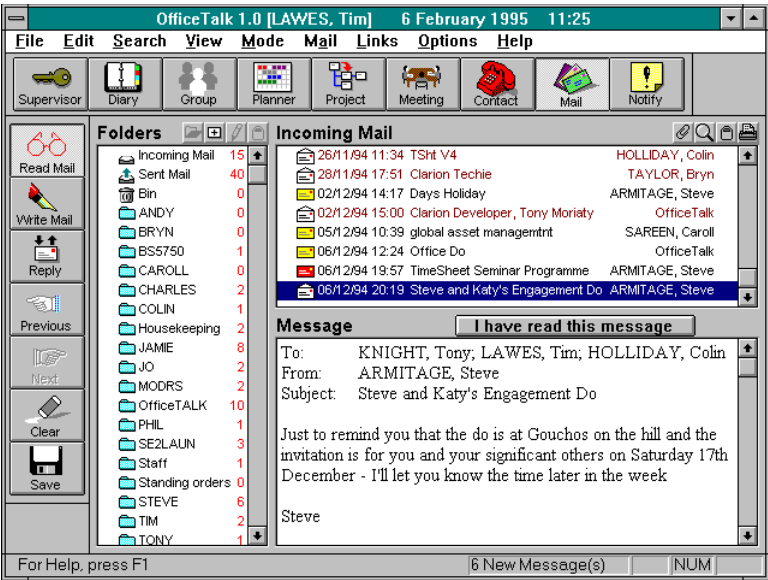 OfficeTalk 1.0 [LAWES, Tim] 6 February 1995 11:25
File Edit Search View Mode Mail Links Options Help
Supervisor Diary Group Planner Project Meeting Contact Mail Notify
Read Mail
Write Mail
Reply
Previous
Next
Clear
Save
Folders
Incoming Mail 15
Sent Mail 40
Bin 0
ANDY 0
BRYN 0
BS5750 1
CAROLL 0
CHARLES 2
COLIN 1
Housekeeping 2
JAMIE 8
JO 2
MODRS 2
OfficeTALK 10
PHIL 1
SE2LAUN 3
Staff 1
Standing orders 0
STEVE 6
TIM 2
TONY 1
Incoming Mail
26/11/94 11:34 TSht V4 HOLLIDAY, Colin
28/11/94 17:51 Clarion Techie TAYLOR, Bryn
02/12/94 14:17 Days Holiday ARMITAGE, Steve
02/12/94 15:00 Clarion Developer, Tony Moriaty OfficeTalk
05/12/94 10:39 global asset managemtnt SAREEN, Caroll
06/12/94 12:24 Office Do OfficeTalk
06/12/94 19:57 TimeSheet Seminar Programme ARMITAGE, Steve
06/12/94 20:19 Steve and Katy's Engagement Do ARMITAGE, Steve
Message I have read this message
To: KNIGHT, Tony; LAWES, Tim; HOLLIDAY, Colin
From: ARMITAGE, Steve
Subject: Steve and Katy's Engagement Do
Just to remind you that the do is at Gouchos on the hill and the
invitation is for you and your significant others on Saturday 17th
December - I'll let you know the time later in the week
Steve
For Help, press F1 6 New Message(s) NUM